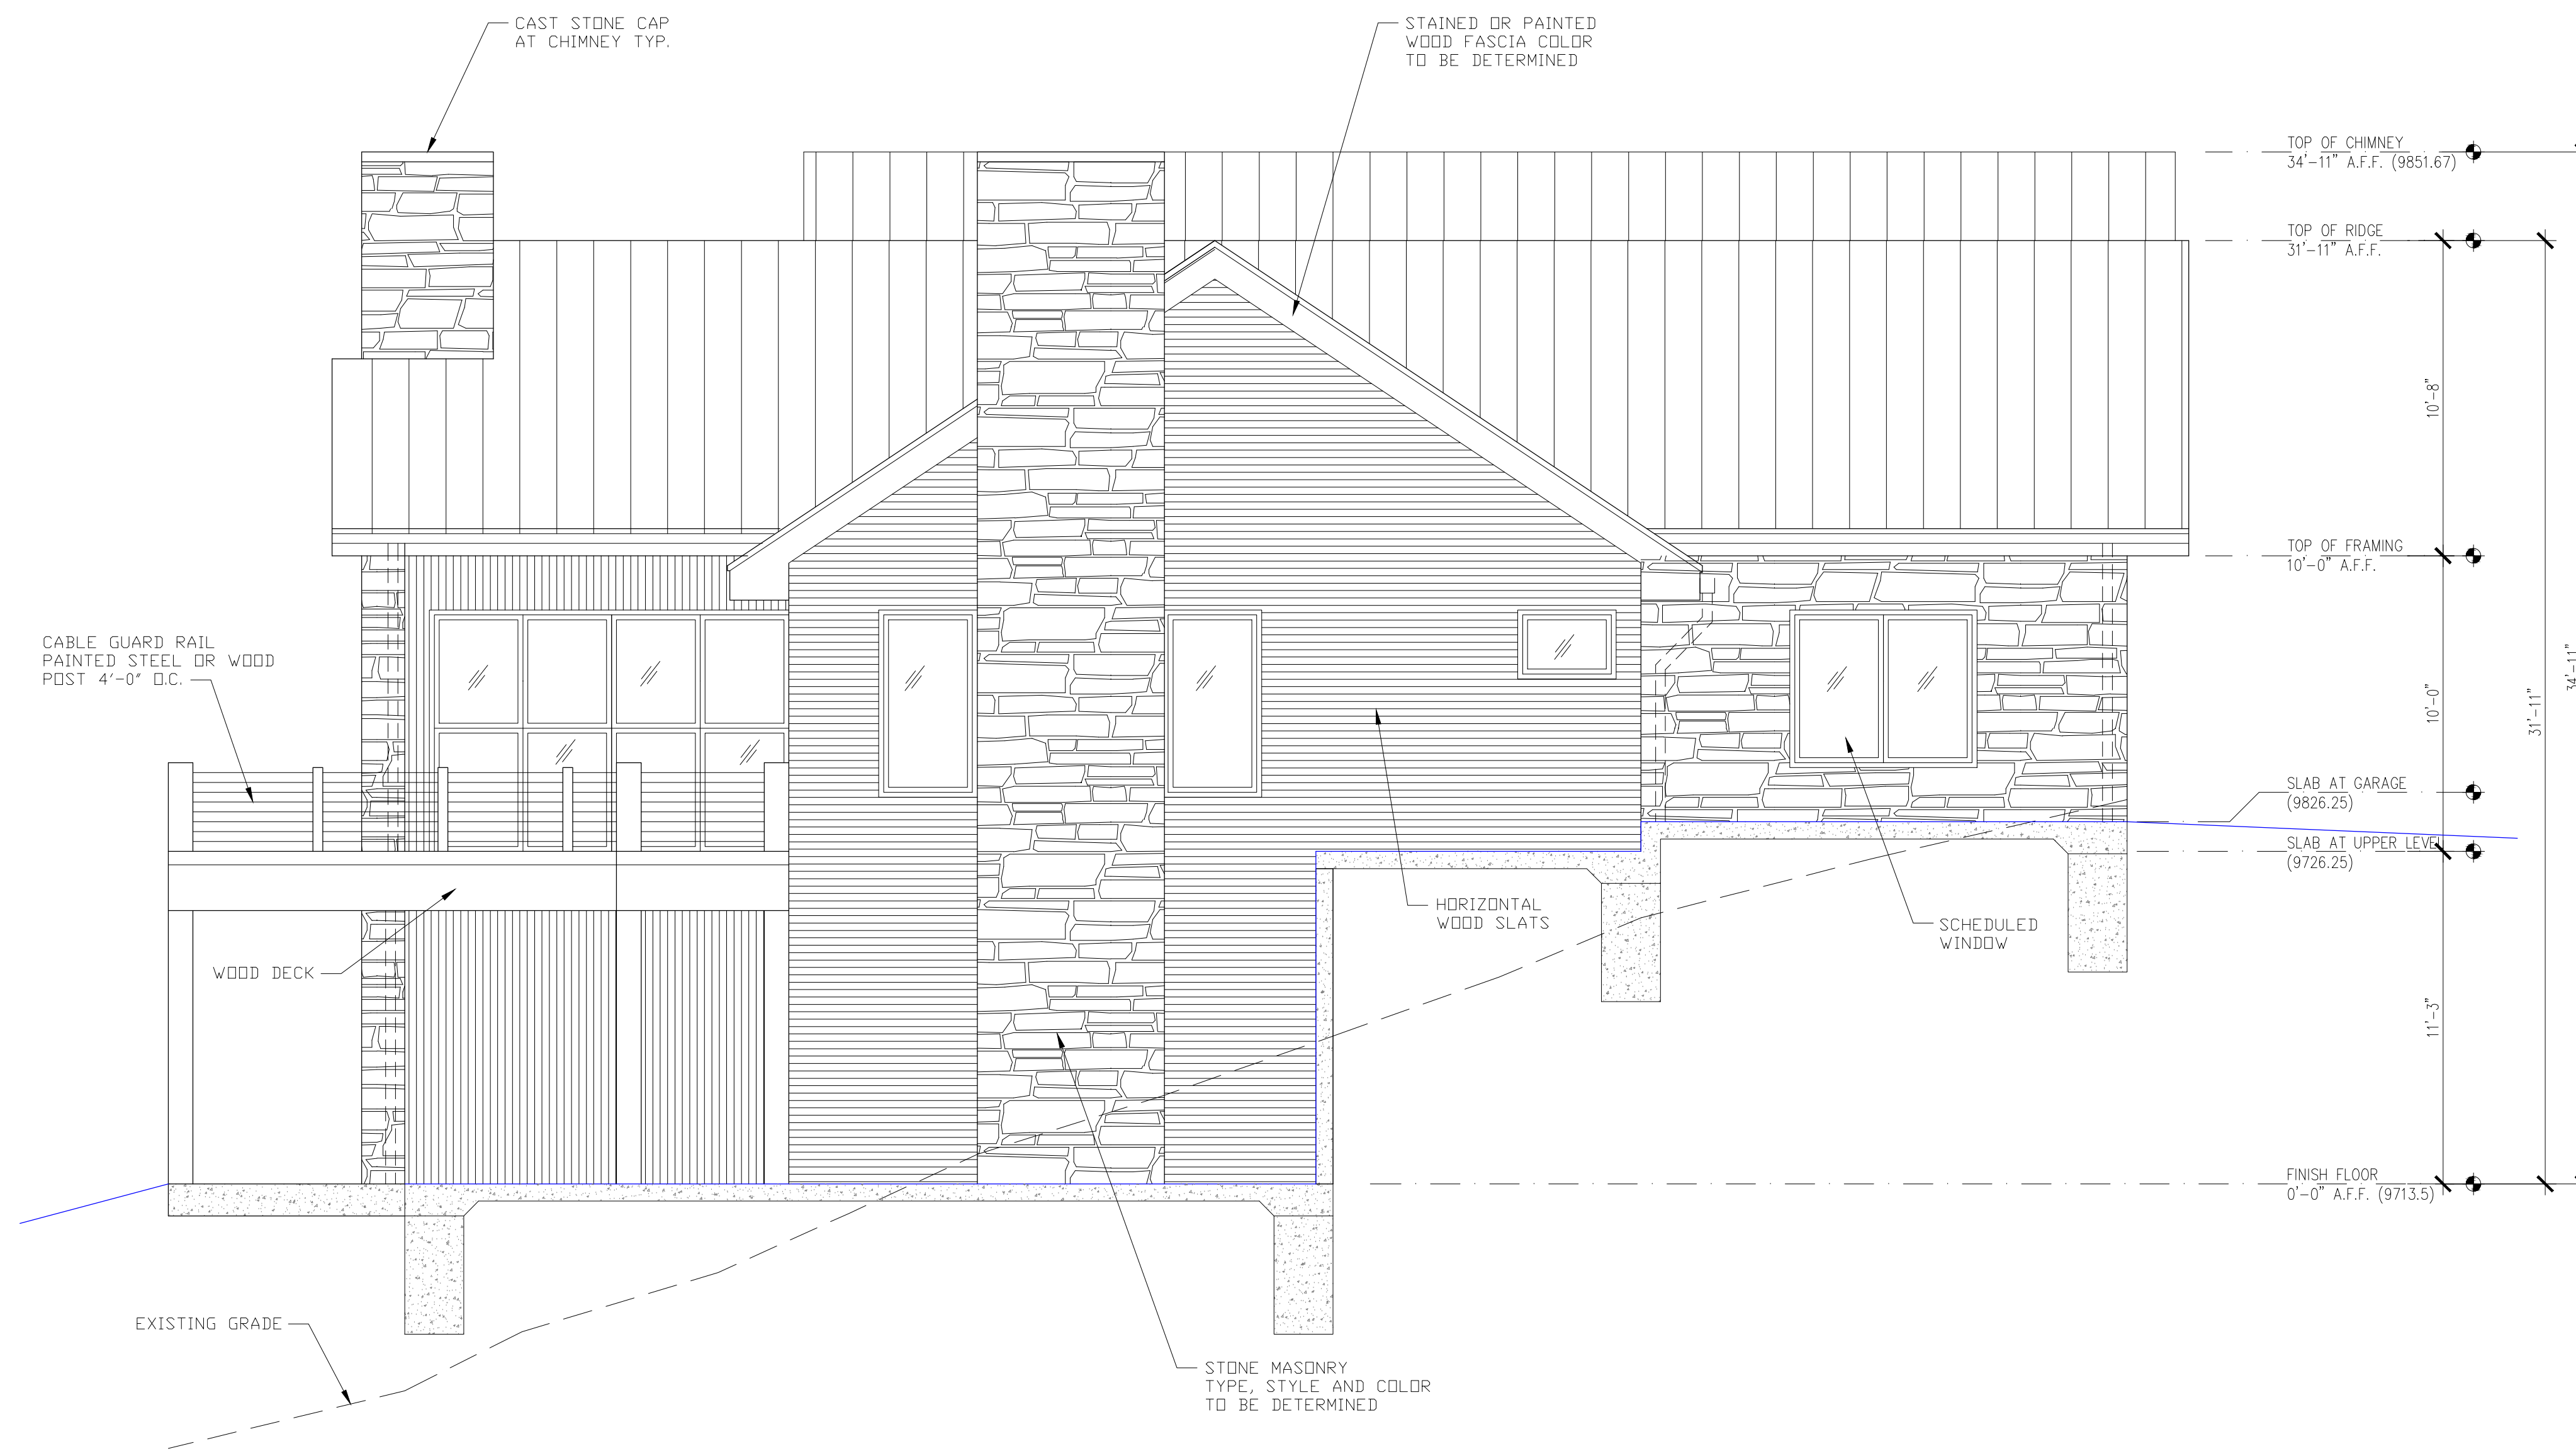 CAST STONE CAP
AT CHIMNEY TYP.
STAINED OR PAINTED
WOOD FASCIA COLOR
TO BE DETERMINED
TOP OF CHIMNEY
34'-11" A.F.F. (9851.67)
TOP OF RIDGE
31'-11" A.F.F.
10'-8"
TOP OF FRAMING
10'-0" A.F.F.
CABLE GUARD RAIL
PAINTED STEEL OR WOOD
POST 4'-0" O.C.
10'-0"
31'-11"
34'-11"
SLAB AT GARAGE
(9826.25)
SLAB AT UPPER LEVEL
(9726.25)
HORIZONTAL
WOOD SLATS
SCHEDULED
WINDOW
WOOD DECK
11'-3"
FINISH FLOOR
0'-0" A.F.F. (9713.5)
EXISTING GRADE
STONE MASONRY
TYPE, STYLE AND COLOR
TO BE DETERMINED